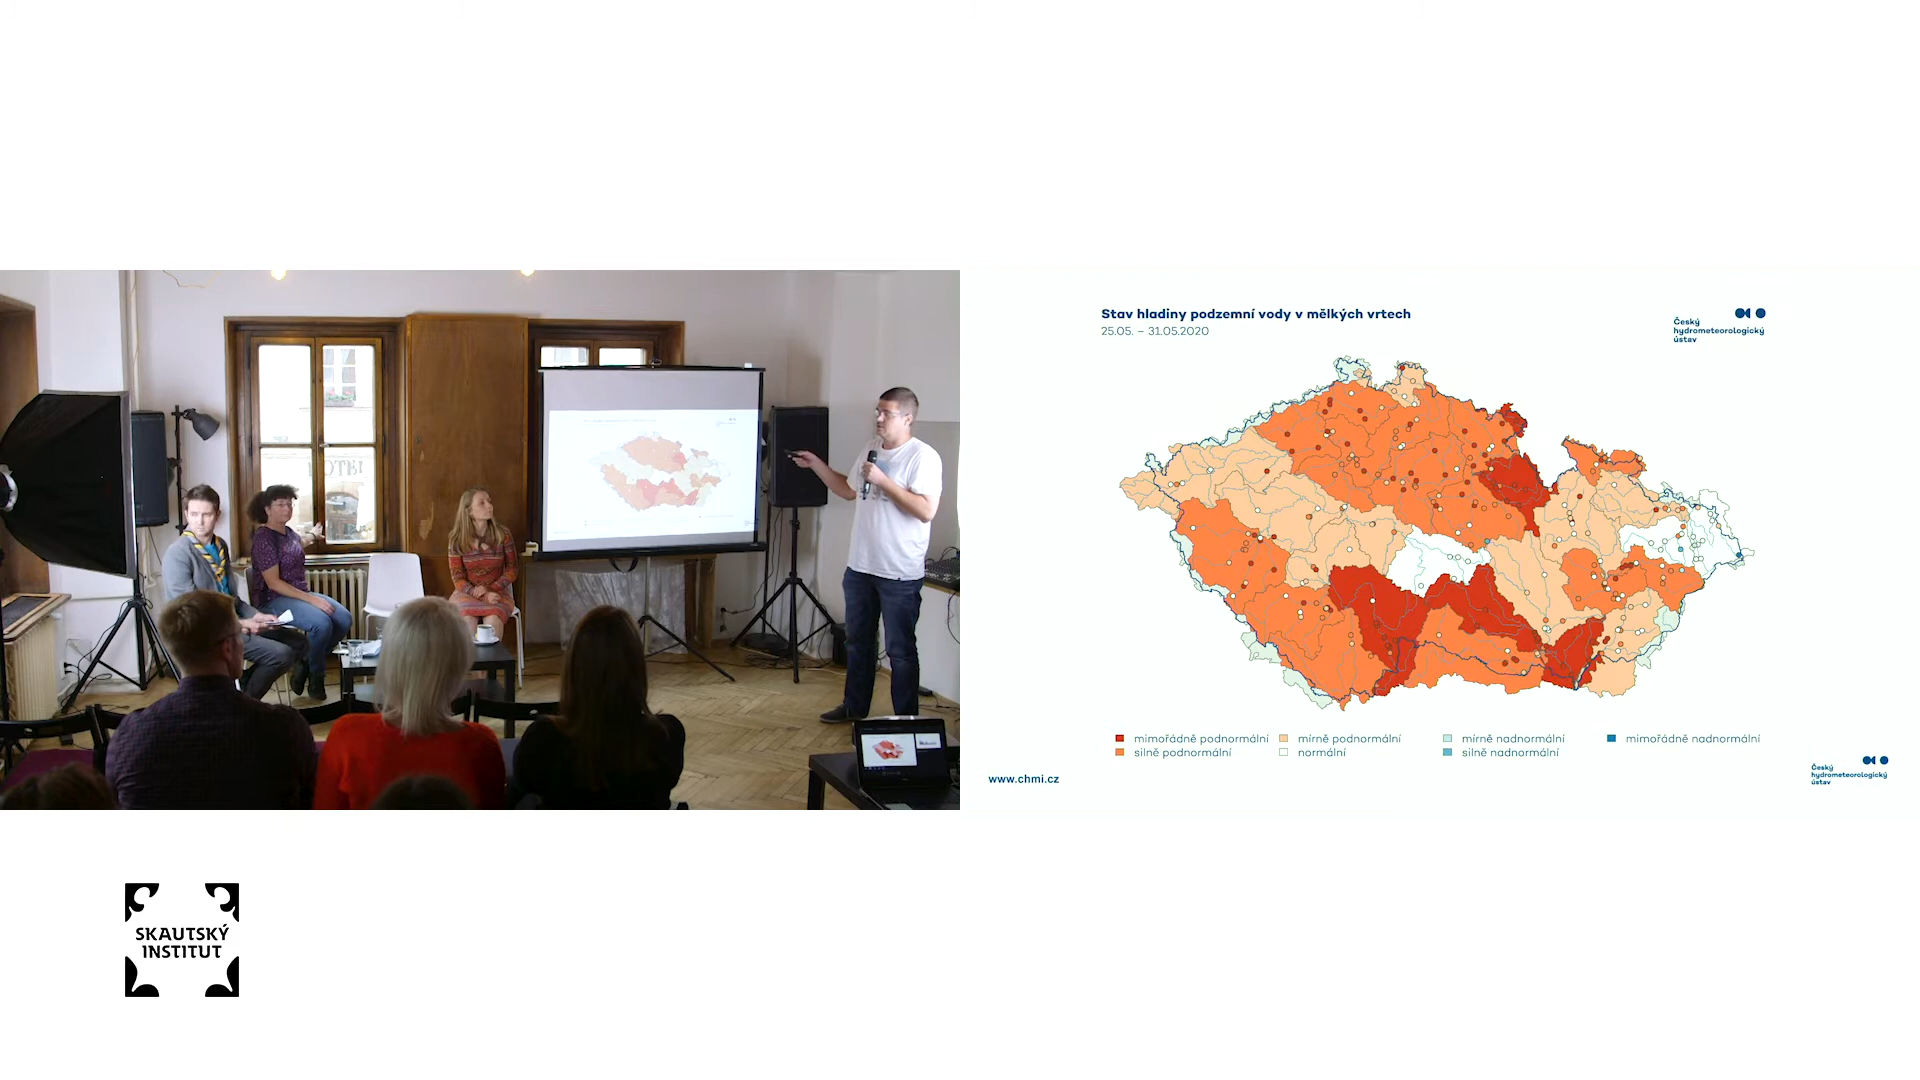 Stav hladiny podzemní vody v mělkých vrtech
25.05. – 31.05.2020
Český
hydrometeorologický
ústav
mimořádně podnormální
mírně podnormální
mírně nadnormální
mimořádně nadnormální
silně podnormální
normální
silně nadnormální
www.chmi.cz
Český
hydrometeorologický
ústav
SKAUTSKÝ
INSTITUT